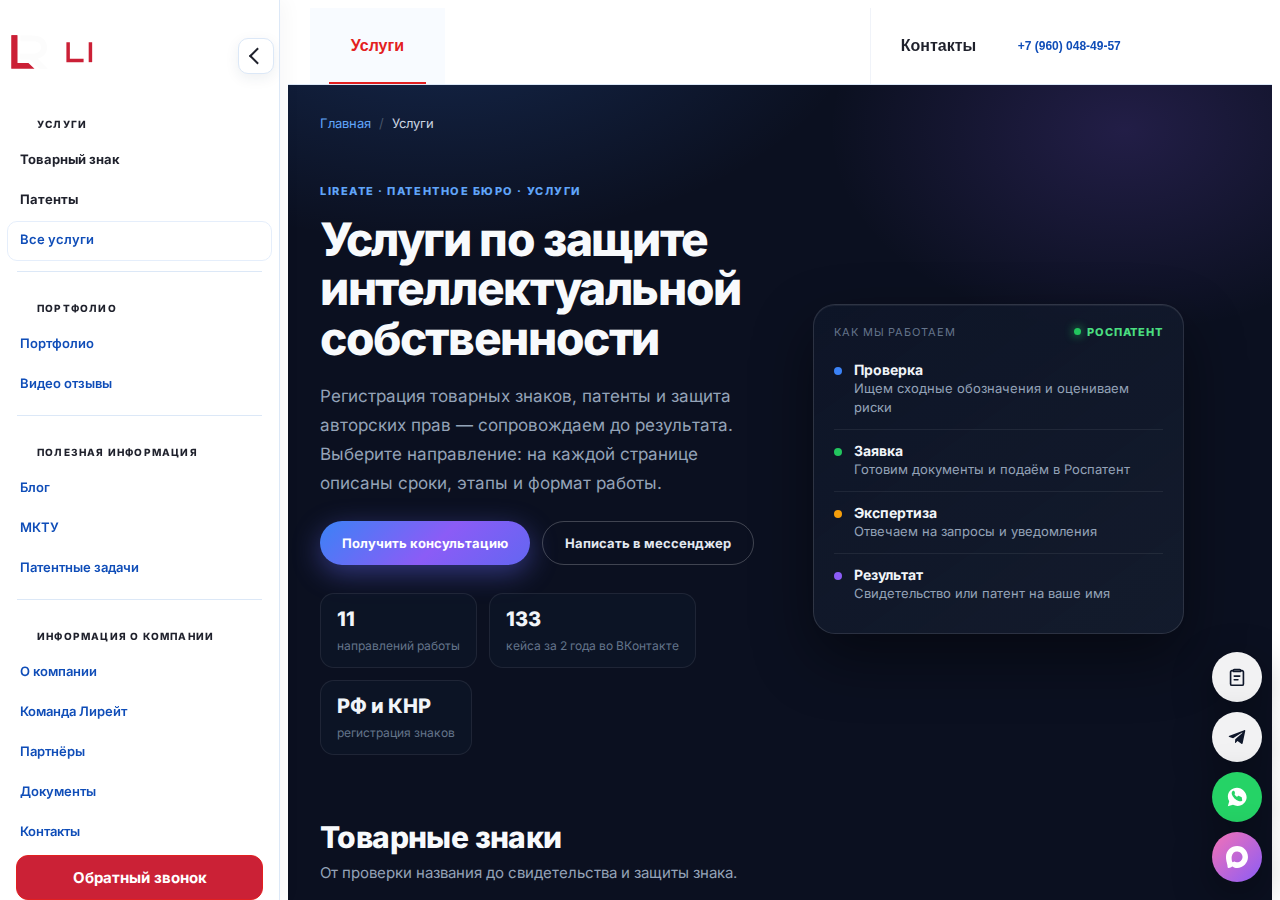 LI
УСЛУГИ
Товарный знак
Патенты
Все услуги
ПОРТФОЛИО
Портфолио
Видео отзывы
ПОЛЕЗНАЯ ИНФОРМАЦИЯ
Блог
МКТУ
Патентные задачи
ИНФОРМАЦИЯ О КОМПАНИИ
О компании
Команда Лирейт
Партнёры
Документы
Контакты
Обратный звонок
Услуги
Контакты
+7 (960) 048-49-57
Главная / Услуги
LIREATE · ПАТЕНТНОЕ БЮРО · УСЛУГИ
Услуги по защите
интеллектуальной
собственности
Регистрация товарных знаков, патенты и защита
авторских прав — сопровождаем до результата.
Выберите направление: на каждой странице
описаны сроки, этапы и формат работы.
Получить консультацию
Написать в мессенджер
11
направлений работы
133
кейса за 2 года во ВКонтакте
РФ и КНР
регистрация знаков
КАК МЫ РАБОТАЕМ
РОСПАТЕНТ
Проверка
Ищем сходные обозначения и оцениваем
риски
Заявка
Готовим документы и подаём в Роспатент
Экспертиза
Отвечаем на запросы и уведомления
Результат
Свидетельство или патент на ваше имя
Товарные знаки
От проверки названия до свидетельства и защиты знака.